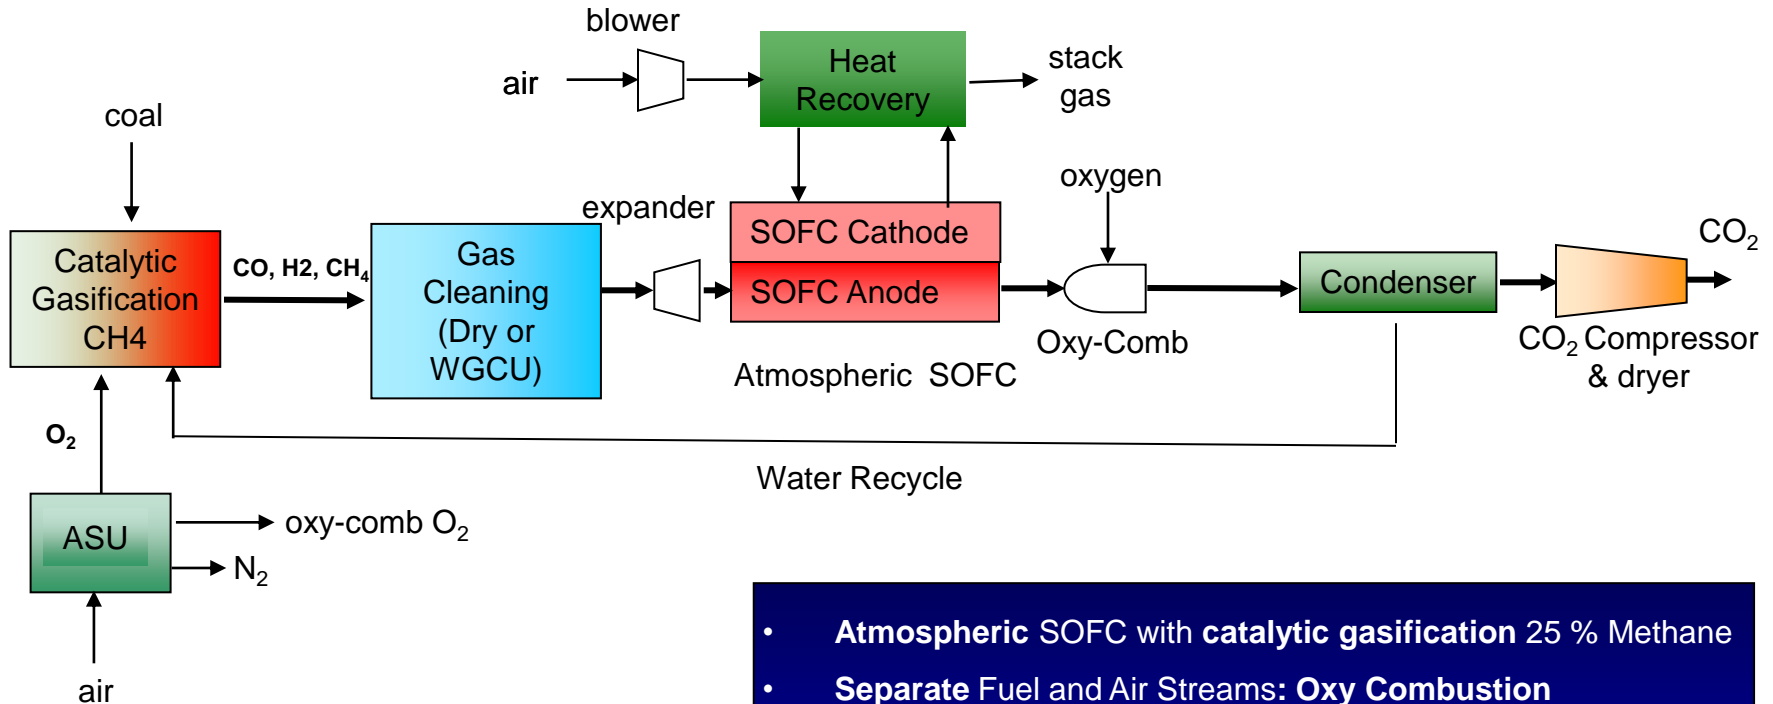 blower
air
Heat
Recovery
stack
gas
coal
expander
oxygen
SOFC Cathode
SOFC Anode
Catalytic
Gasification
CH4
CO, H2, CH₄
Gas
Cleaning
(Dry or
WGCU)
Atmospheric SOFC
Oxy-Comb
Condenser
CO₂
CO₂ Compressor
& dryer
O₂
Water Recycle
ASU
oxy-comb O₂
N₂
air
• Atmospheric SOFC with catalytic gasification 25 % Methane
• Separate Fuel and Air Streams: Oxy Combustion